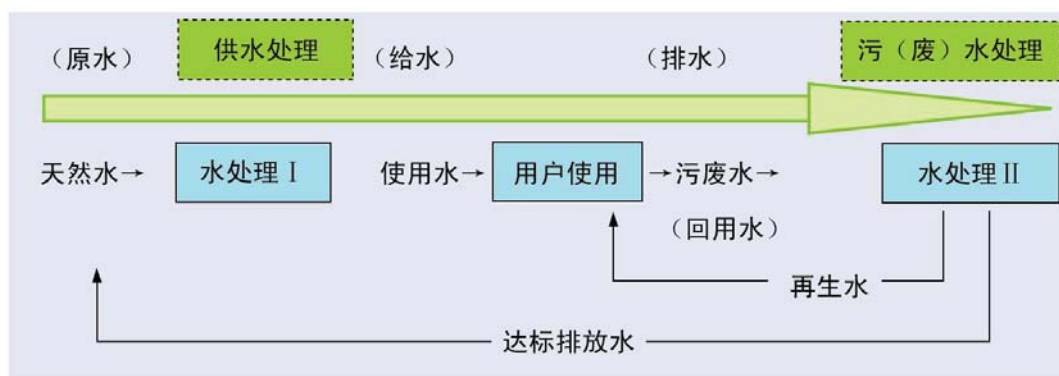 （原水）
供水处理
（给水）
（排水）
污（废）水处理
天然水→
水处理Ⅰ
使用水→
用户使用
→污废水→
水处理Ⅱ
（回用水）
再生水
达标排放水